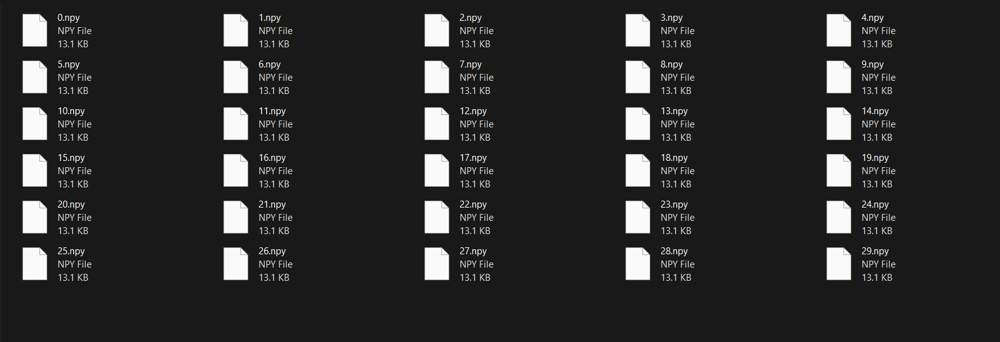 0.npy
NPY File
13.1 KB
1.npy
NPY File
13.1 KB
2.npy
NPY File
13.1 KB
3.npy
NPY File
13.1 KB
4.npy
NPY File
13.1 KB
5.npy
NPY File
13.1 KB
6.npy
NPY File
13.1 KB
7.npy
NPY File
13.1 KB
8.npy
NPY File
13.1 KB
9.npy
NPY File
13.1 KB
10.npy
NPY File
13.1 KB
11.npy
NPY File
13.1 KB
12.npy
NPY File
13.1 KB
13.npy
NPY File
13.1 KB
14.npy
NPY File
13.1 KB
15.npy
NPY File
13.1 KB
16.npy
NPY File
13.1 KB
17.npy
NPY File
13.1 KB
18.npy
NPY File
13.1 KB
19.npy
NPY File
13.1 KB
20.npy
NPY File
13.1 KB
21.npy
NPY File
13.1 KB
22.npy
NPY File
13.1 KB
23.npy
NPY File
13.1 KB
24.npy
NPY File
13.1 KB
25.npy
NPY File
13.1 KB
26.npy
NPY File
13.1 KB
27.npy
NPY File
13.1 KB
28.npy
NPY File
13.1 KB
29.npy
NPY File
13.1 KB